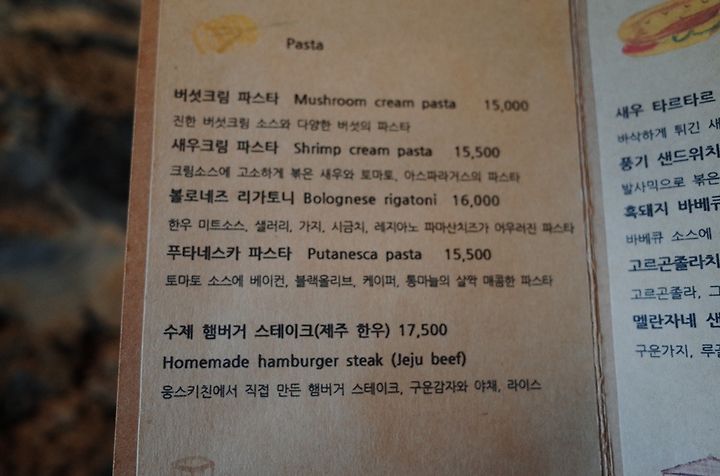 Pasta
버섯크림 파스타 Mushroom cream pasta 15,000
진한 버섯크림 소스와 다양한 버섯의 파스타
새우크림 파스타 Shrimp cream pasta 15,500
크림소스에 고소하게 볶은 새우와 토마토, 아스파라거스의 파스타
볼로네즈 리가토니 Bolognese rigatoni 16,000
한우 미트소스, 샐러리, 가지, 시금치, 레지아노 파마산치즈가 어우러진 파스타
푸타네스카 파스타 Putanesca pasta 15,500
토마토 소스에 베이컨, 블랙올리브, 케이퍼, 통마늘의 살짝 매콤한 파스타
수제 햄버거 스테이크(제주 한우) 17,500
Homemade hamburger steak (Jeju beef)
웅스키친에서 직접 만든 햄버거 스테이크, 구운감자와 야채, 라이스
새우 타르타르
바삭하게 튀긴 새
풍기 샌드위치
발사믹으로 볶은
흑돼지 바베큐
바베큐 소스에
고르곤졸라치
고르곤졸라, 그
멜란자네 샌
구운가지, 루꼴